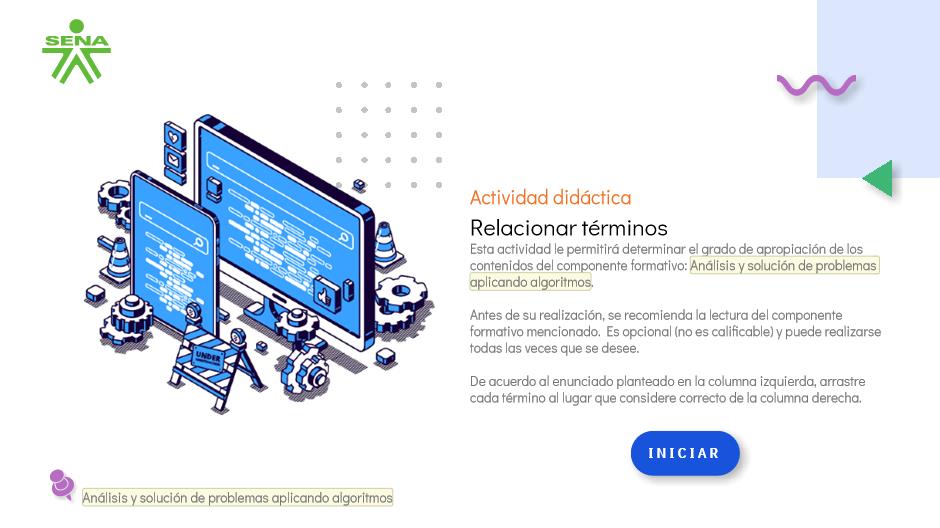 SENA
Actividad didáctica
Relacionar términos
Esta actividad le permitirá determinar el grado de apropiación de los
contenidos del componente formativo: Análisis y solución de problemas
aplicando algoritmos.
Antes de su realización, se recomienda la lectura del componente
formativo mencionado. Es opcional (no es calificable) y puede realizarse
todas las veces que se desee.
De acuerdo al enunciado planteado en la columna izquierda, arrastre
cada término al lugar que considere correcto de la columna derecha.
INICIAR
UNDER
Análisis y solución de problemas aplicando algoritmos